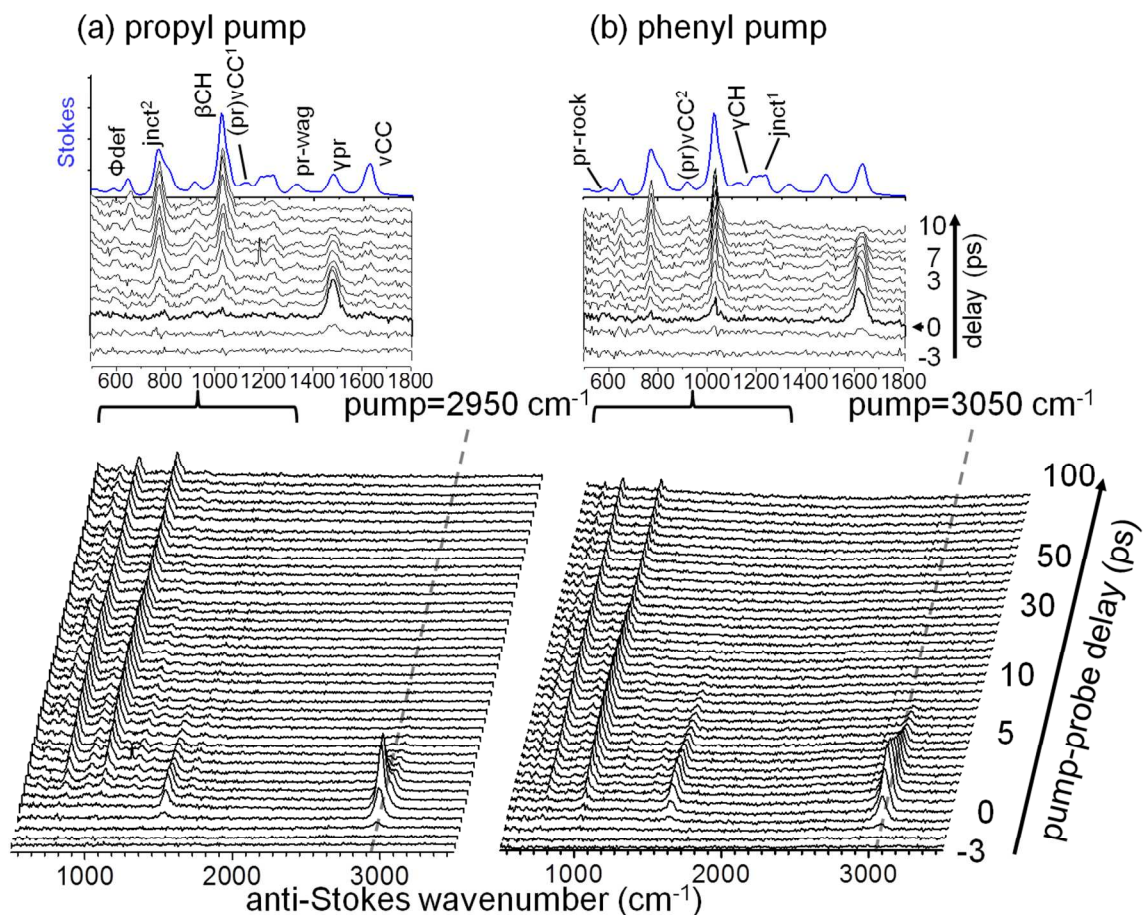 (a) propyl pump
(b) phenyl pump
Stokes
Φdef
jnct²
βCH
(pr)νCC¹
pr-wag
γpr
νCC
pr-rock
(pr)νCC²
γCH
jnct¹
10
7
3
0
-3
delay (ps)
600 800 1000 1200 1400 1600 1800
600 800 1000 1200 1400 1600 1800
pump=2950 cm⁻¹
pump=3050 cm⁻¹
100
50
30
10
5
0
-3
pump-probe delay (ps)
1000 2000 3000
1000 2000 3000
anti-Stokes wavenumber (cm⁻¹)